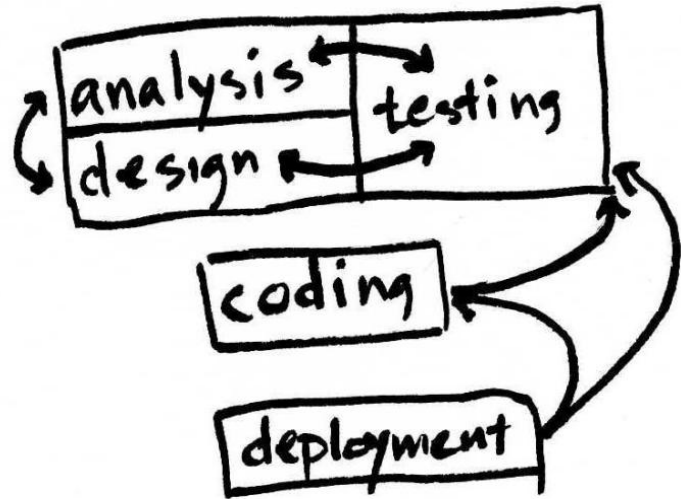 analysis
testing
design
coding
deployment